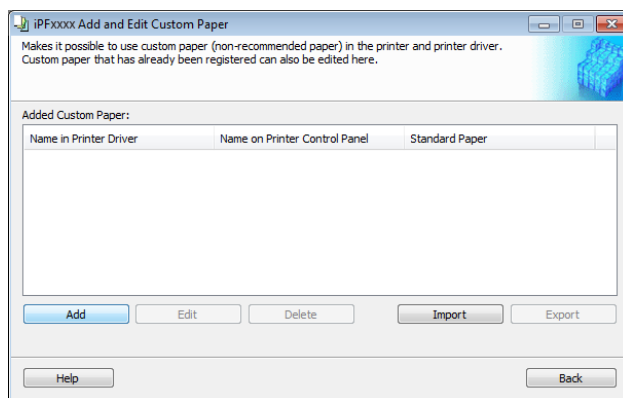 iPFxxxx Add and Edit Custom Paper
Makes it possible to use custom paper (non-recommended paper) in the printer and printer driver.
Custom paper that has already been registered can also be edited here.
Added Custom Paper:
Name in Printer Driver Name on Printer Control Panel Standard Paper
Add Edit Delete Import Export
Help Back